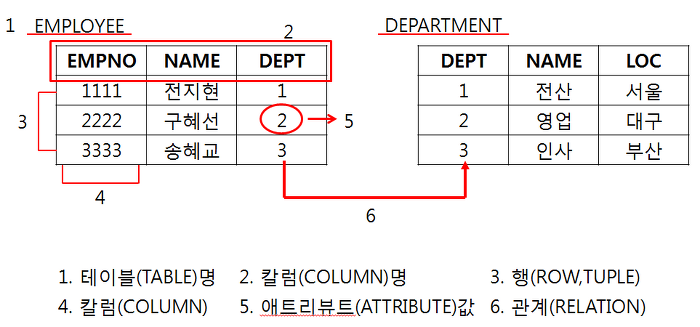 1 EMPLOYEE
2
DEPARTMENT
EMPNO NAME DEPT
1111 전지현 1
2222 구혜선 2
3333 송혜교 3
DEPT NAME LOC
1 전산 서울
2 영업 대구
3 인사 부산
3
5
4
6
1. 테이블(TABLE)명 2. 칼럼(COLUMN)명 3. 행(ROW,TUPLE)
4. 칼럼(COLUMN) 5. 애트리뷰트(ATTRIBUTE)값 6. 관계(RELATION)